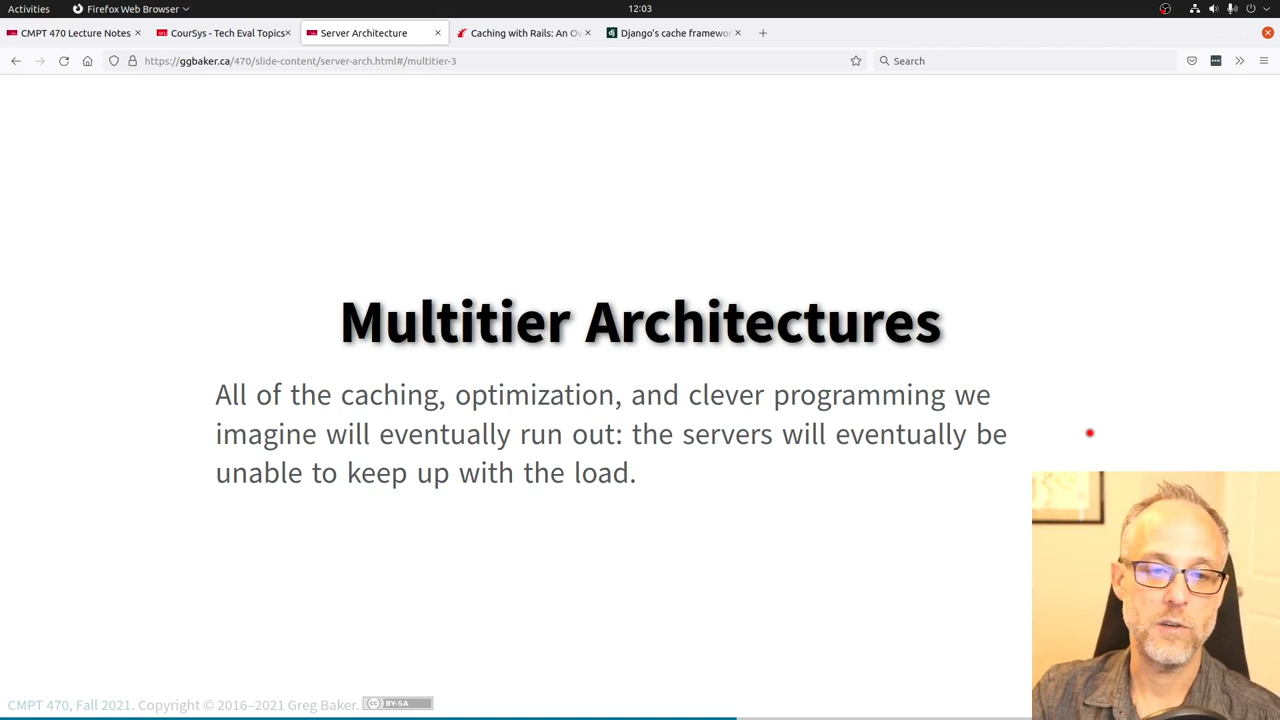 Activities
Firefox Web Browser
12:03
CMPT 470 Lecture Notes
CourSys - Tech Eval Topics
Server Architecture
Caching with Rails: An Ov
Django's cache framewor
https://ggbaker.ca/470/slide-content/server-arch.html#/multitier-3
Search
Multitier Architectures
All of the caching, optimization, and clever programming we
imagine will eventually run out: the servers will eventually be
unable to keep up with the load.
CMPT 470, Fall 2021. Copyright © 2016–2021 Greg Baker.
CC BY-SA